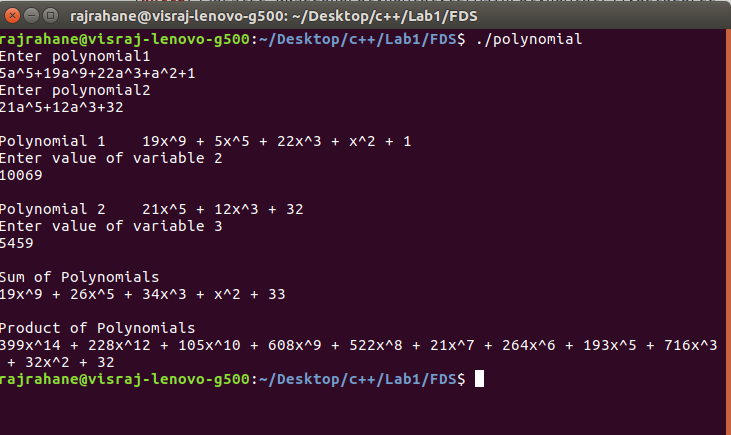 rajrahane@visraj-lenovo-g500: ~/Desktop/c++/Lab1/FDS
rajrahane@visraj-lenovo-g500:~/Desktop/c++/Lab1/FDS$ ./polynomial
Enter polynomial1
5a^5+19a^9+22a^3+a^2+1
Enter polynomial2
21a^5+12a^3+32
Polynomial 1    19x^9 + 5x^5 + 22x^3 + x^2 + 1
Enter value of variable 2
10069
Polynomial 2    21x^5 + 12x^3 + 32
Enter value of variable 3
5459
Sum of Polynomials
19x^9 + 26x^5 + 34x^3 + x^2 + 33
Product of Polynomials
399x^14 + 228x^12 + 105x^10 + 608x^9 + 522x^8 + 21x^7 + 264x^6 + 193x^5 + 716x^3
 + 32x^2 + 32
rajrahane@visraj-lenovo-g500:~/Desktop/c++/Lab1/FDS$